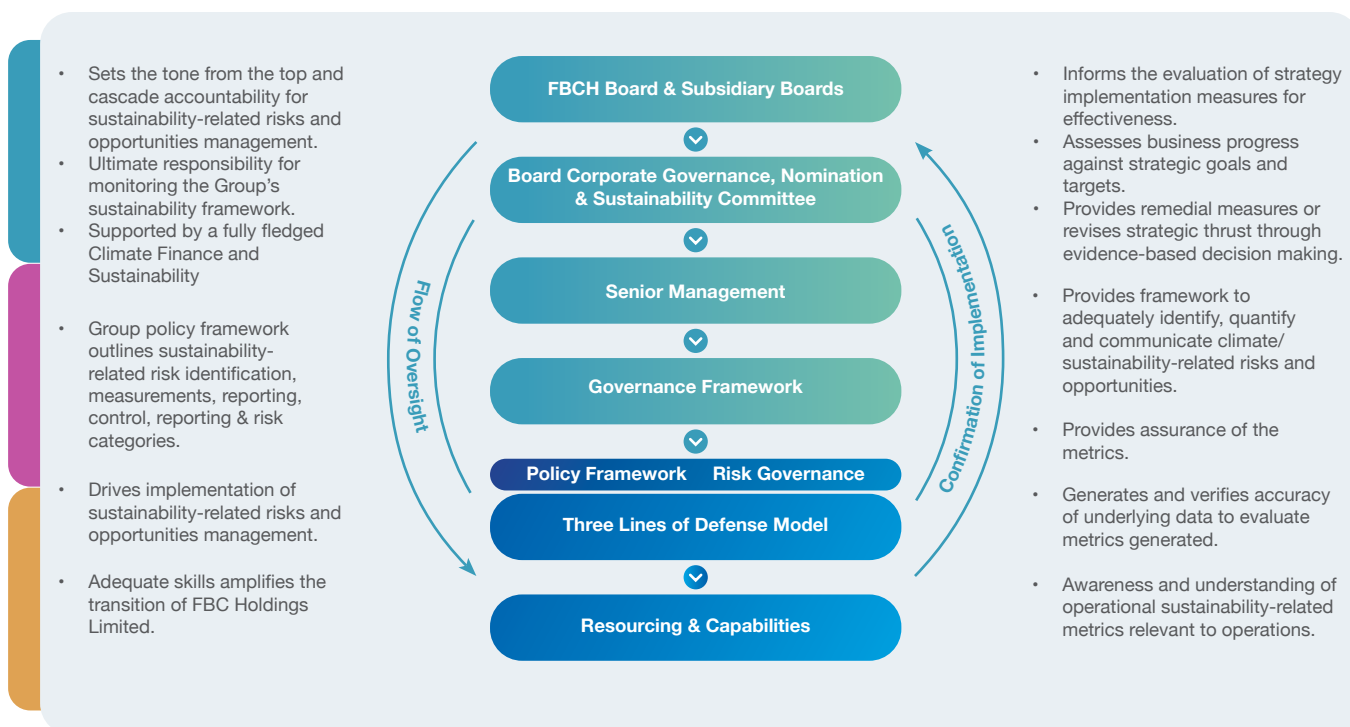 • Sets the tone from the top and
cascade accountability for
sustainability-related risks and
opportunities management.
• Ultimate responsibility for
monitoring the Group's
sustainability framework.
• Supported by a fully fledged
Climate Finance and
Sustainability
• Group policy framework
outlines sustainability-
related risk identification,
measurements, reporting,
control, reporting & risk
categories.
• Drives implementation of
sustainability-related risks and
opportunities management.
• Adequate skills amplifies the
transition of FBC Holdings
Limited.
Flow of Oversight
FBCH Board & Subsidiary Boards
Board Corporate Governance, Nomination
& Sustainability Committee
Senior Management
Governance Framework
Policy Framework Risk Governance
Three Lines of Defense Model
Resourcing & Capabilities
Confirmation of Implementation
• Informs the evaluation of strategy
implementation measures for
effectiveness.
• Assesses business progress
against strategic goals and
targets.
• Provides remedial measures or
revises strategic thrust through
evidence-based decision making.
• Provides framework to
adequately identify, quantify
and communicate climate/
sustainability-related risks and
opportunities.
• Provides assurance of the
metrics.
• Generates and verifies accuracy
of underlying data to evaluate
metrics generated.
• Awareness and understanding of
operational sustainability-related
metrics relevant to operations.